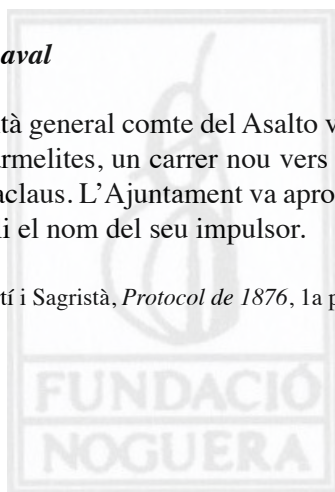 aval
tà general comte del Asalto v
rmelites, un carrer nou vers
aclaus. L’Ajuntament va apro
li el nom del seu impulsor.
tí i Sagristà, Protocol de 1876, 1a p
FUNDACIÓ
NOGUERA